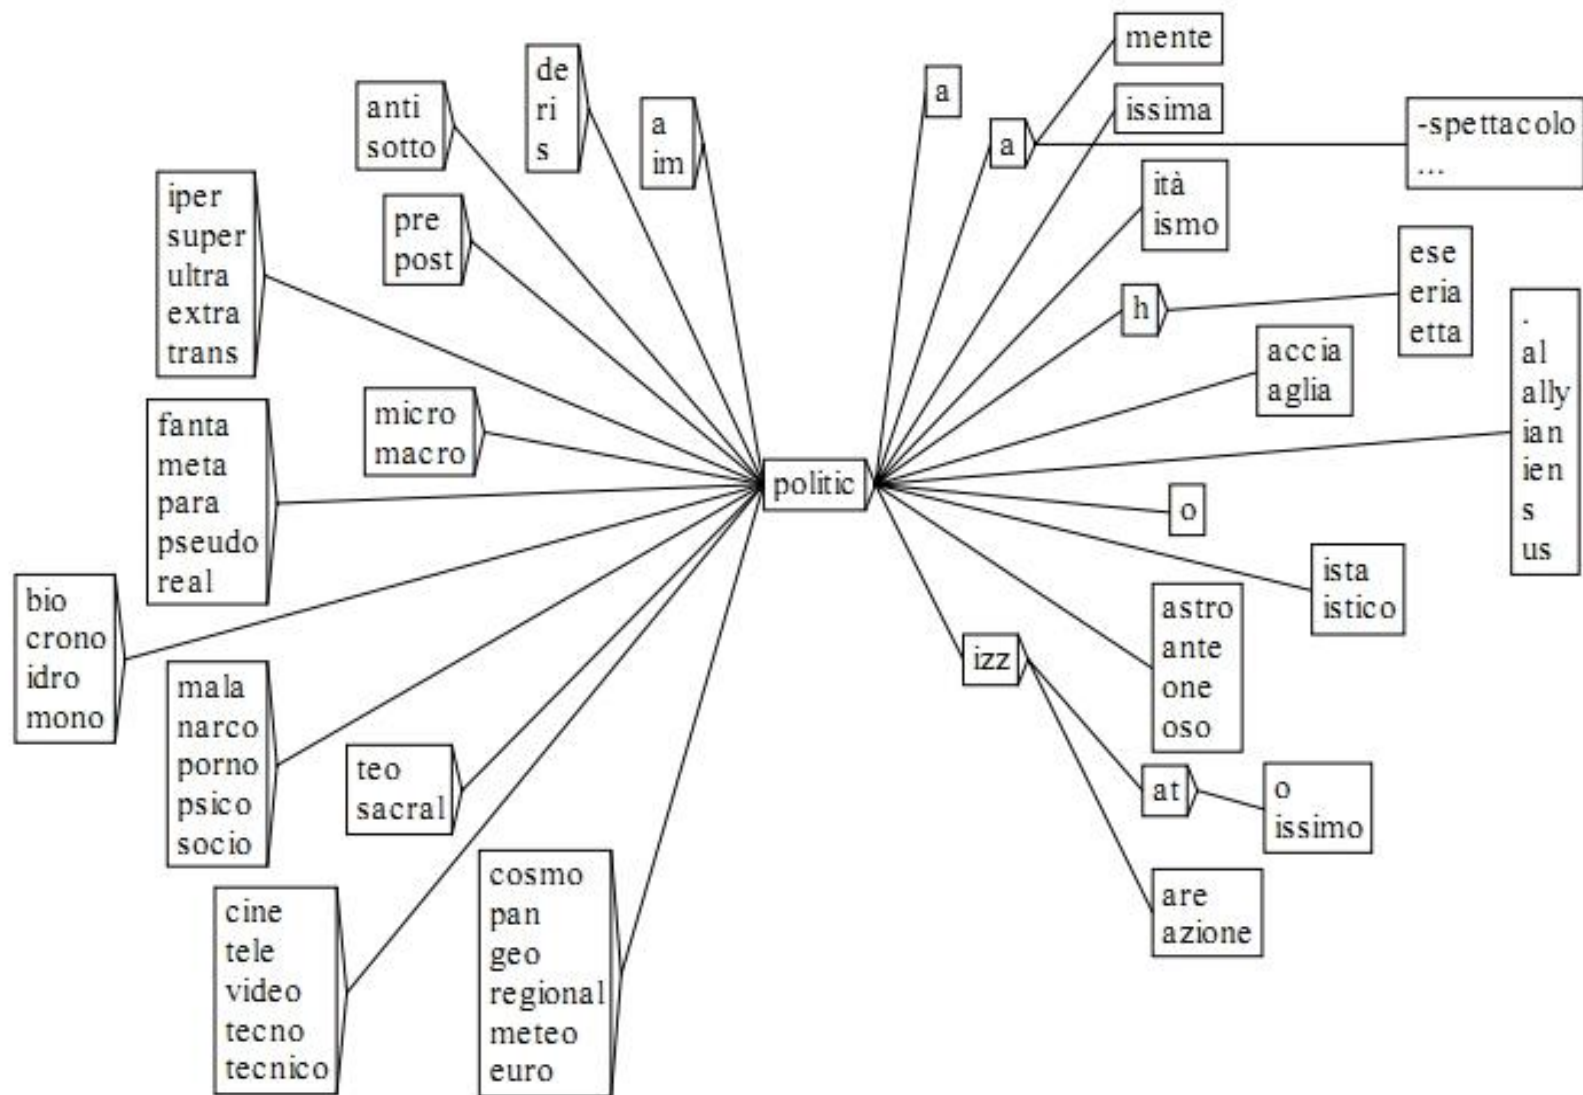 de
ri
s
anti
sotto
a
im
iper
super
ultra
extra
trans
pre
post
micro
macro
fanta
meta
para
pseudo
real
bio
crono
idro
mono
mala
narco
porno
psico
socio
teo
sacral
cine
tele
video
tecno
tecnico
cosmo
pan
geo
regional
meteo
euro
politic
a
a
mente
-spettacolo
...
issima
ità
ismo
h
ese
eria
etta
accia
aglia
.
al
ally
ian
ien
s
us
o
ista
istico
astro
ante
one
oso
izz
at
o
issimo
are
azione